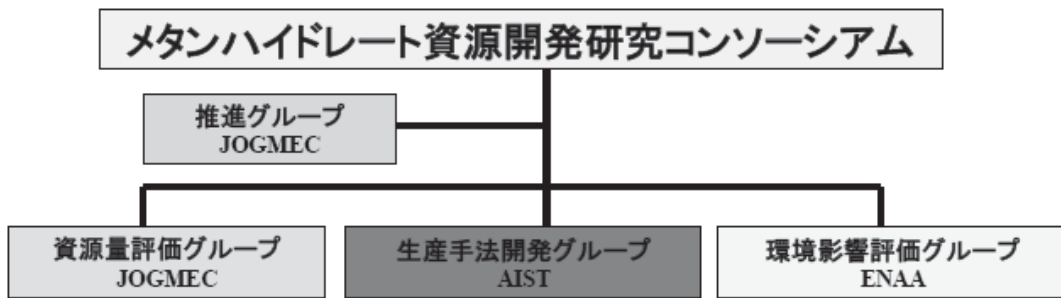 メタンハイドレート資源開発研究コンソーシアム
推進グループ
JOGMEC
資源量評価グループ
JOGMEC
生産手法開発グループ
AIST
環境影響評価グループ
ENAA